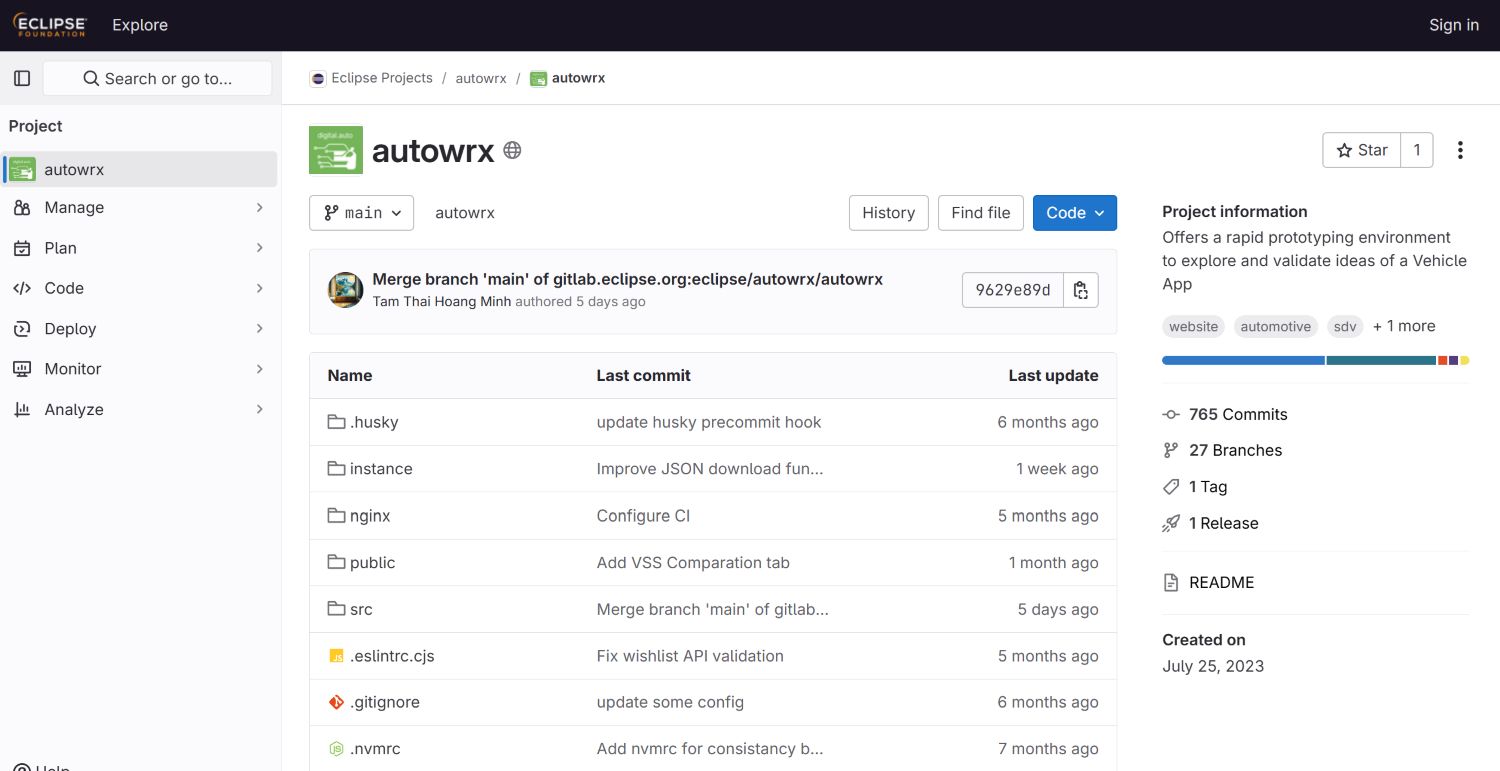 ECLIPSE
FOUNDATION
Explore
Sign in
Search or go to...
Project
autowrx
Manage
Plan
Code
Deploy
Monitor
Analyze
Help
Eclipse Projects / autowrx / autowrx
digital.auto
autowrx
Star 1
main
autowrx
History
Find file
Code
Merge branch 'main' of gitlab.eclipse.org:eclipse/autowrx/autowrx
Tam Thai Hoang Minh authored 5 days ago
9629e89d
Name Last commit Last update
.husky update husky precommit hook 6 months ago
instance Improve JSON download fun... 1 week ago
nginx Configure CI 5 months ago
public Add VSS Comparation tab 1 month ago
src Merge branch 'main' of gitlab... 5 days ago
.eslintrc.cjs Fix wishlist API validation 5 months ago
.gitignore update some config 6 months ago
.nvmrc Add nvmrc for consistancy b... 7 months ago
Project information
Offers a rapid prototyping environment
to explore and validate ideas of a Vehicle
App
website automotive sdv + 1 more
765 Commits
27 Branches
1 Tag
1 Release
README
Created on
July 25, 2023